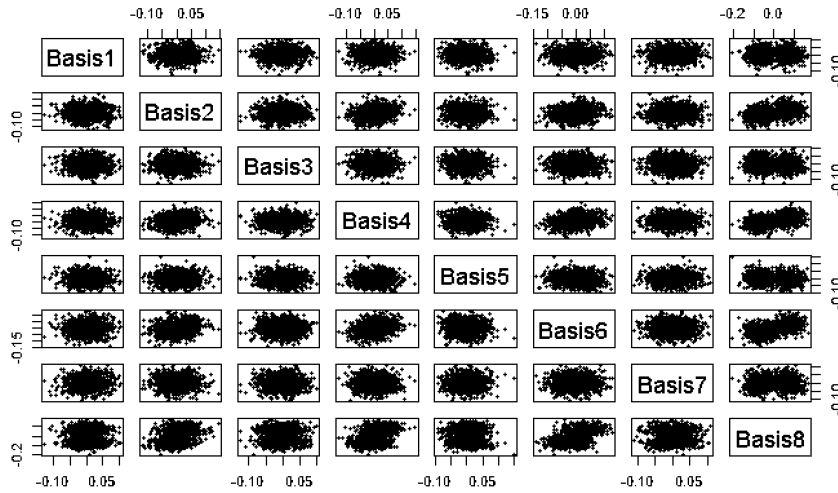 -0.10 0.05 -0.10 0.05 -0.15 0.00 -0.2 0.0
Basis1 -0.10
-0.10 Basis2
Basis3 -0.10
-0.10 Basis4
Basis5 -0.10
-0.15 Basis6
Basis7 -0.10
-0.2 Basis8
-0.10 0.05 -0.10 0.05 -0.10 0.05 -0.10 0.05